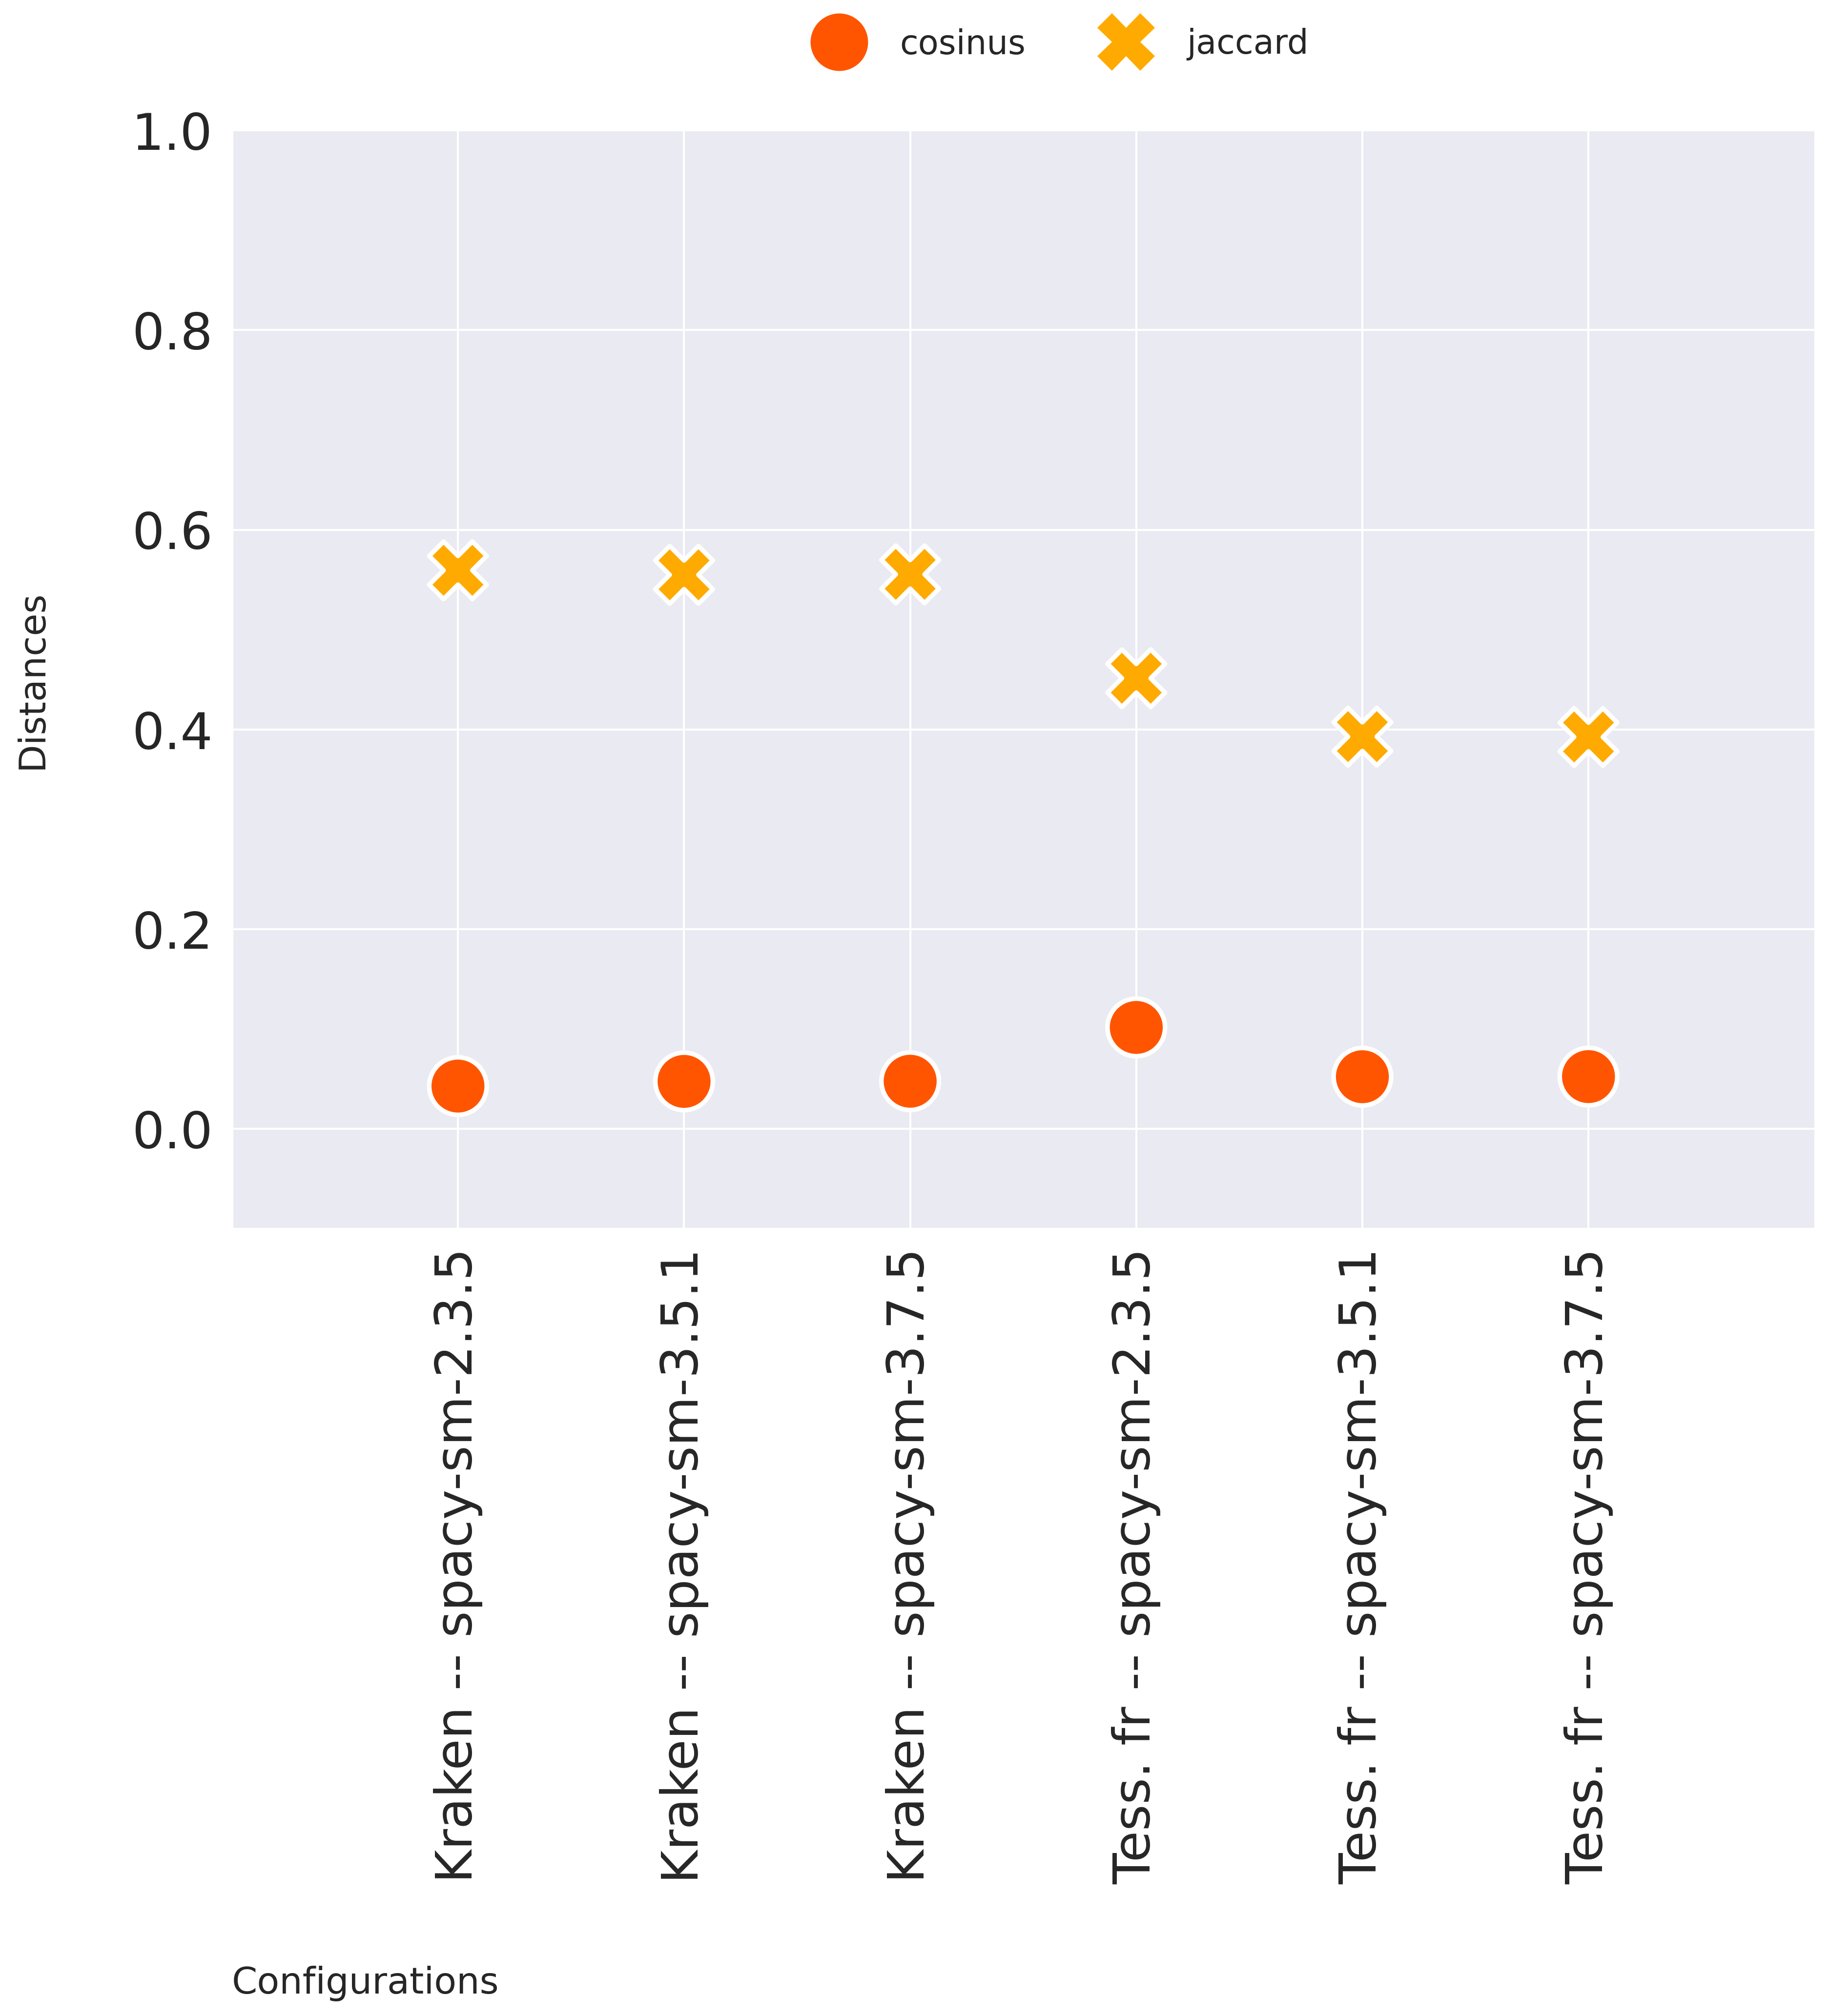 cosinus jaccard
1.0
0.8
0.6
0.4
0.2
0.0
Distances
Kraken -- spacy-sm-2.3.5
Kraken -- spacy-sm-3.5.1
Kraken -- spacy-sm-3.7.5
Tess. fr -- spacy-sm-2.3.5
Tess. fr -- spacy-sm-3.5.1
Tess. fr -- spacy-sm-3.7.5
Configurations